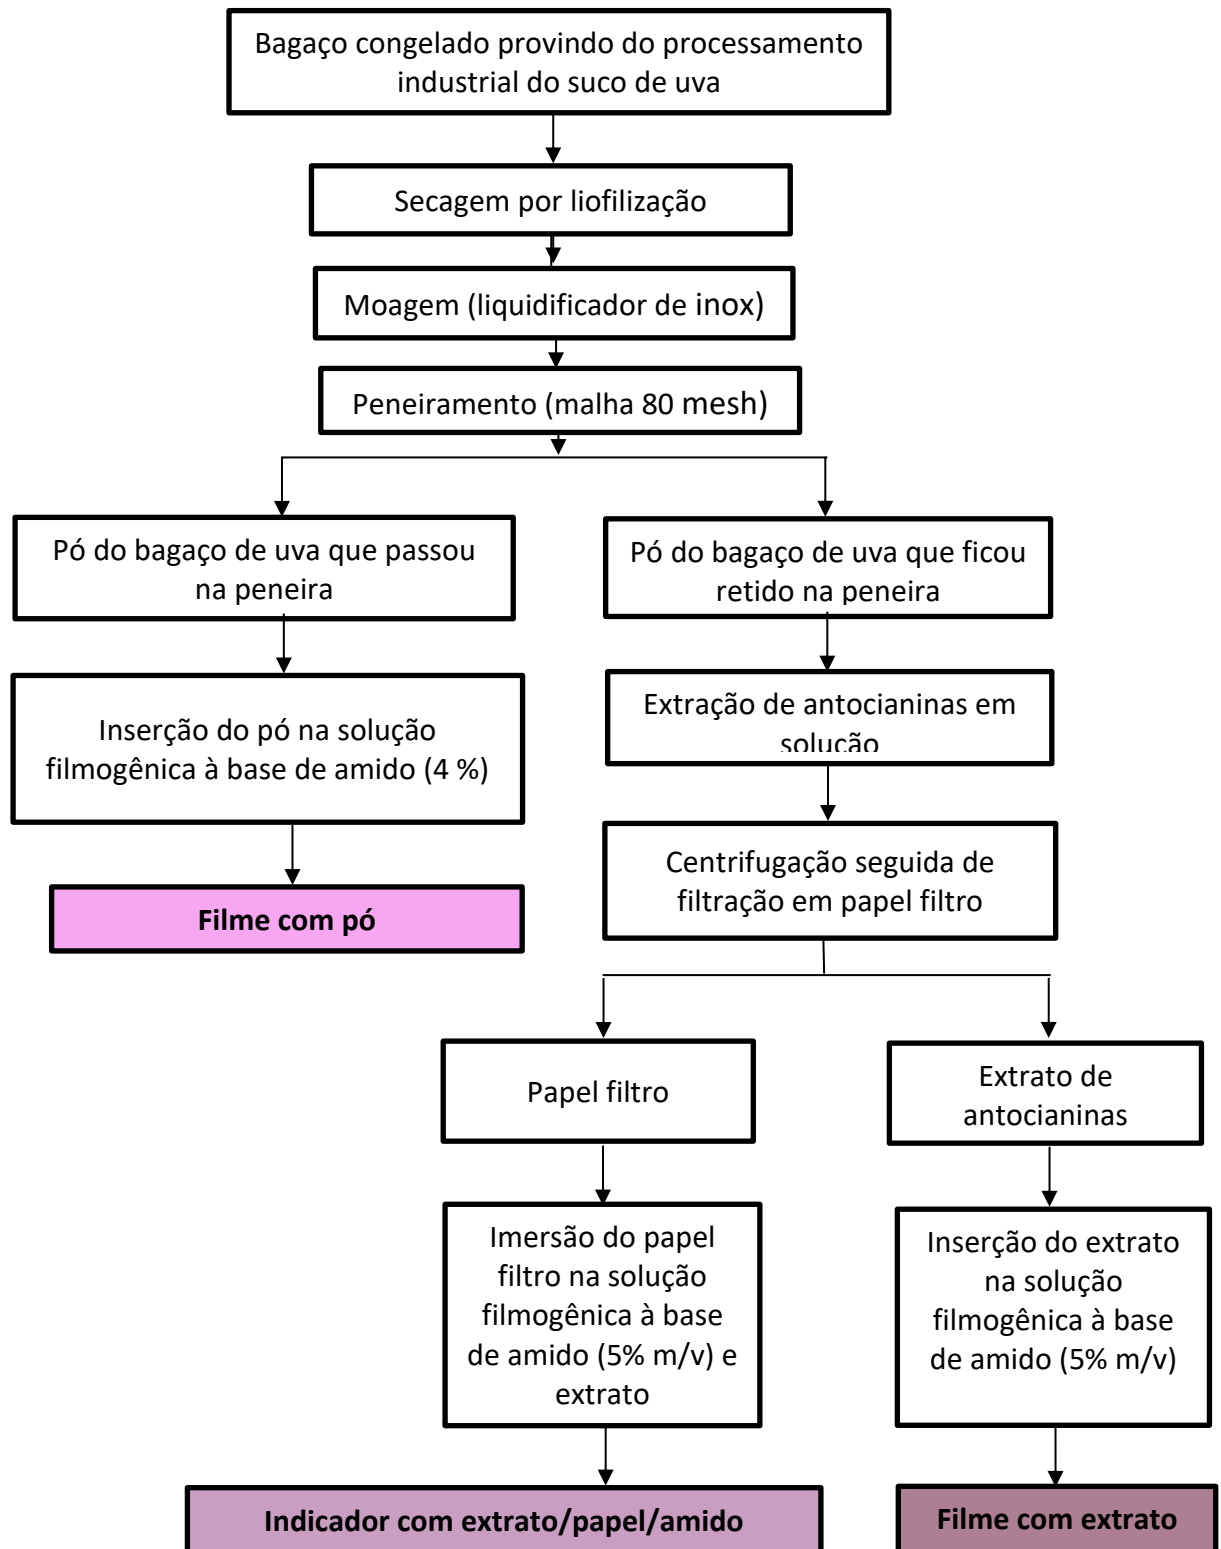 Bagaço congelado provindo do processamento
industrial do suco de uva
Secagem por liofilização
Moagem (liquidificador de inox)
Peneiramento (malha 80 mesh)
Pó do bagaço de uva que passou
na peneira
Pó do bagaço de uva que ficou
retido na peneira
Inserção do pó na solução
filmogênica à base de amido (4 %)
Extração de antocianinas em
solução
Filme com pó
Centrifugação seguida de
filtração em papel filtro
Papel filtro
Extrato de
antocianinas
Imersão do papel
filtro na solução
filmogênica à base
de amido (5% m/v) e
extrato
Inserção do extrato
na solução
filmogênica à base
de amido (5% m/v)
Indicador com extrato/papel/amido
Filme com extrato